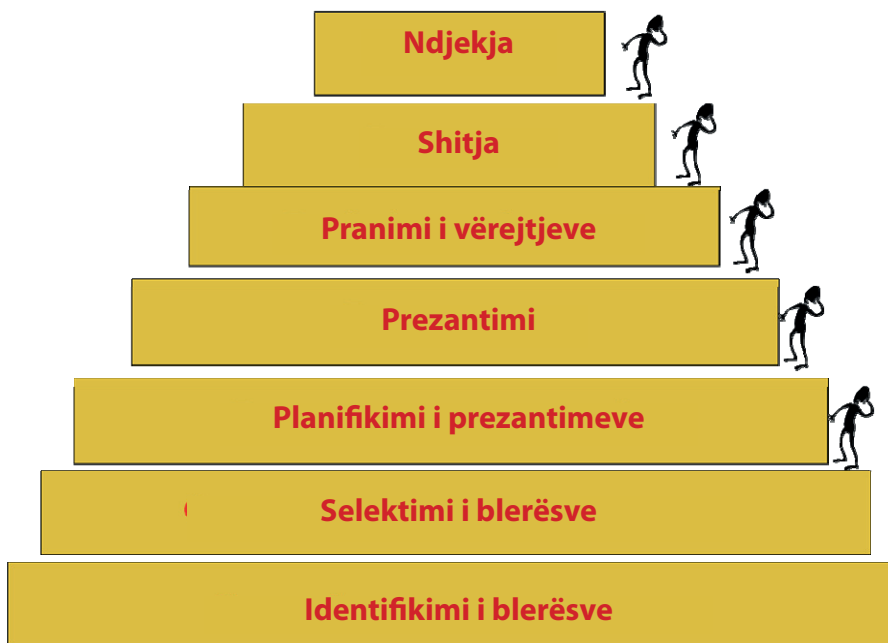 Ndjekja
Shitja
Pranimi i vërejtjeve
Prezantimi
Planifikimi i prezantimeve
Selektimi i blerësve
Identifikimi i blerësve